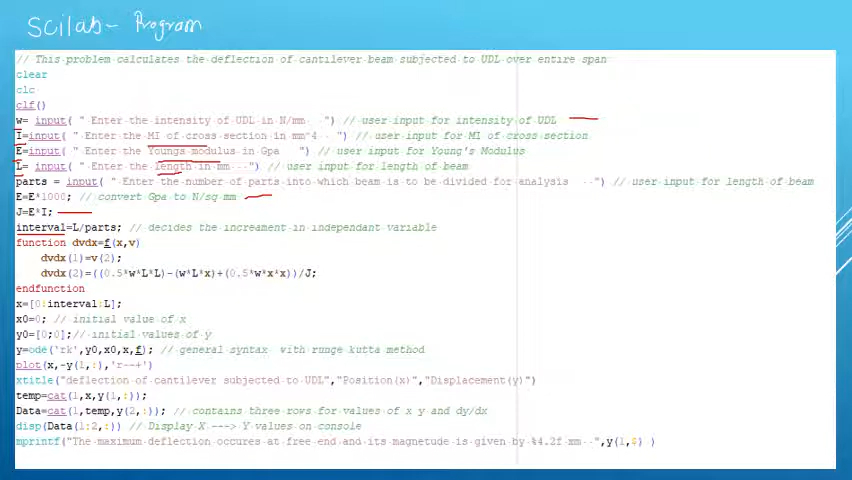 Scilab- Program
// This problem calculates the deflection of cantilever beam subjected to UDL over entire span
clear
clc
clf()
w= input( " Enter the intensity of UDL in N/mm   ") // user input for intensity of UDL
I=input( " Enter the MI of cross section in mm^4  ") // user input for MI of cross section
E=input( " Enter the Youngs modulus in Gpa   ") // user input for Young's Modulus
L= input( " Enter the length in mm   ") // user input for length of beam
parts = input( " Enter the number of parts into which beam is to be divided for analysis   ") // user input for length of beam
E=E*1000; // convert Gpa to N/sq mm
J=E*I;
interval=L/parts; // decides the increament in independant variable
function dvdx=f(x,v)
    dvdx(1)=v(2);
    dvdx(2)=((0.5*w*L*L)-(w*L*x)+(0.5*w*x*x))/J;
endfunction
x=[0:interval:L];
x0=0; // initial value of x
y0=[0;0];// initial values of y
y=ode('rk',y0,x0,x,f); // general syntax  with runge kutta method
plot(x,-y(1,:),'r--+')
xtitle("deflection of cantilever subjected to UDL","Position(x)","Displacement(y)")
temp=cat(1,x,y(1,:));
Data=cat(1,temp,y(2,:)); // contains three rows for values of x y and dy/dx
disp(Data(1:2,:)) // Display X ---> Y values on console
mprintf("The maximum deflection occures at free end and its magnetude is given by %4.2f mm  ",y(1,$) )